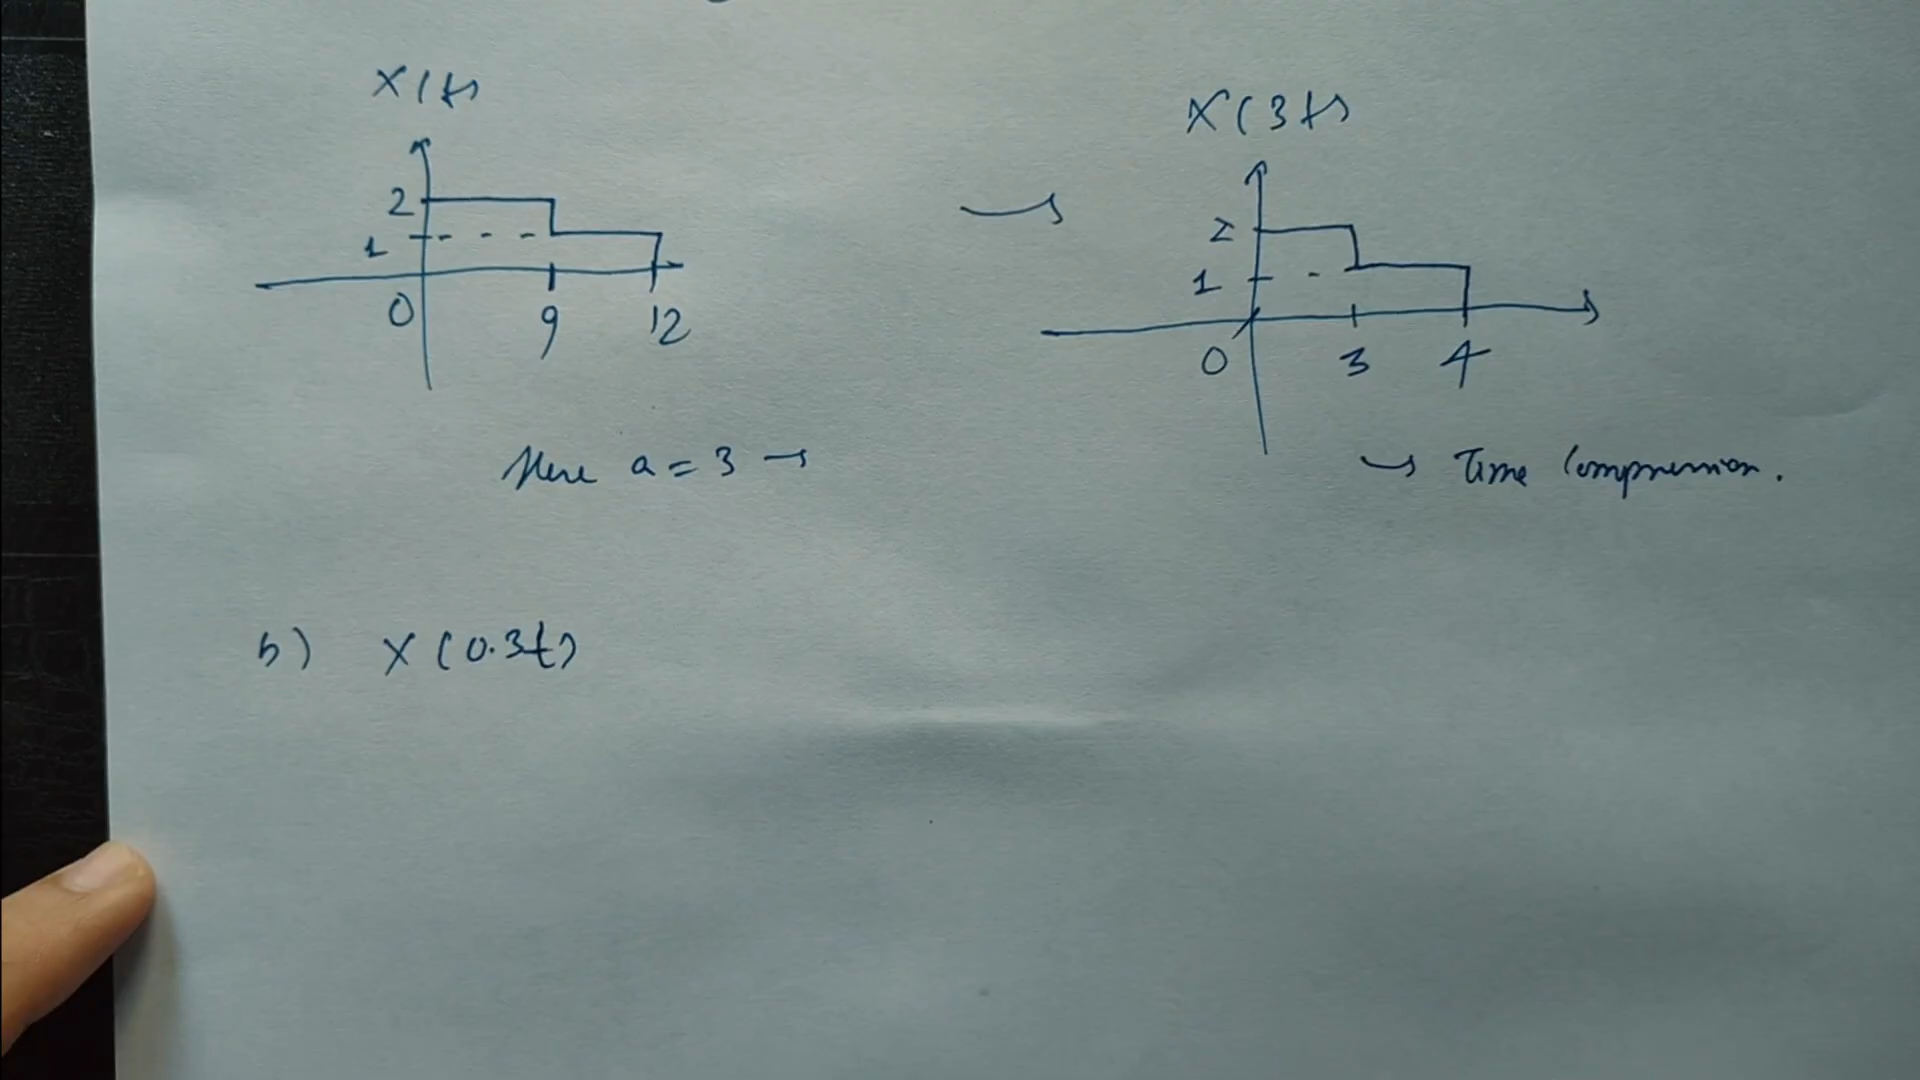 X(t)
X(3t)
2
1
0 9 12
2
1
0 3 4
Here a = 3 →
→ Time Compression.
b) X(0.3t)